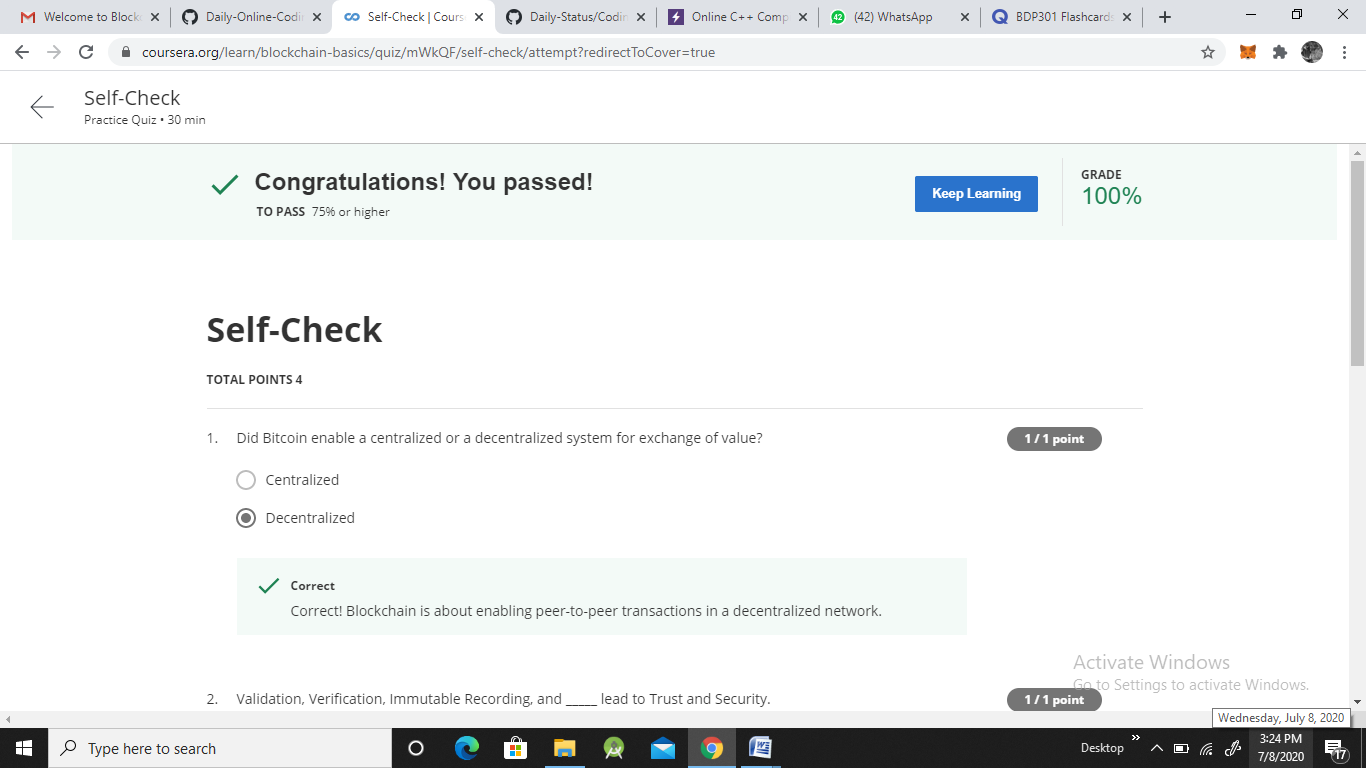 Welcome to Block
Daily-Online-Codin
Self-Check | Cours
Daily-Status/Codin
Online C++ Comp
(42) WhatsApp
BDP301 Flashcards
coursera.org/learn/blockchain-basics/quiz/mWkQF/self-check/attempt?redirectToCover=true
Self-Check
Practice Quiz • 30 min
Congratulations! You passed!
TO PASS 75% or higher
Keep Learning
GRADE
100%
Self-Check
TOTAL POINTS 4
1. Did Bitcoin enable a centralized or a decentralized system for exchange of value?
1 / 1 point
Centralized
Decentralized
Correct
Correct! Blockchain is about enabling peer-to-peer transactions in a decentralized network.
Activate Windows
Go to Settings to activate Windows.
2. Validation, Verification, Immutable Recording, and _____ lead to Trust and Security.
1 / 1 point
Wednesday, July 8, 2020
Type here to search
Desktop
3:24 PM
7/8/2020
17